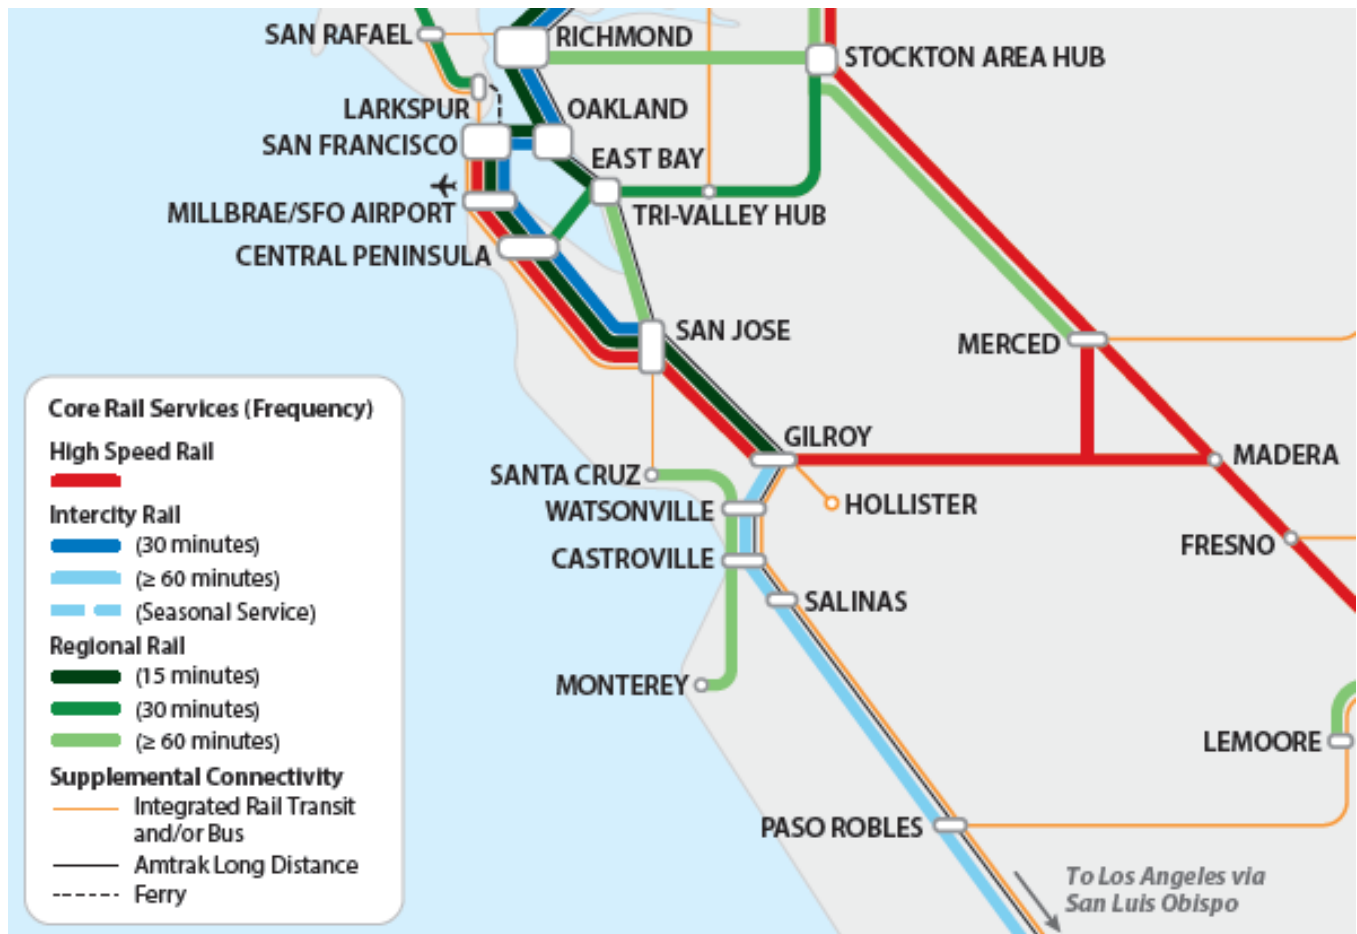 SAN RAFAEL
RICHMOND
STOCKTON AREA HUB
LARKSPUR
OAKLAND
SAN FRANCISCO
EAST BAY
MILLBRAE/SFO AIRPORT
TRI-VALLEY HUB
CENTRAL PENINSULA
SAN JOSE
MERCED
GILROY
MADERA
SANTA CRUZ
HOLLISTER
WATSONVILLE
FRESNO
CASTROVILLE
SALINAS
MONTEREY
LEMOORE
PASO ROBLES
To Los Angeles via
San Luis Obispo
Core Rail Services (Frequency)
High Speed Rail
Intercity Rail
(30 minutes)
(≥ 60 minutes)
(Seasonal Service)
Regional Rail
(15 minutes)
(30 minutes)
(≥ 60 minutes)
Supplemental Connectivity
Integrated Rail Transit
and/or Bus
Amtrak Long Distance
Ferry